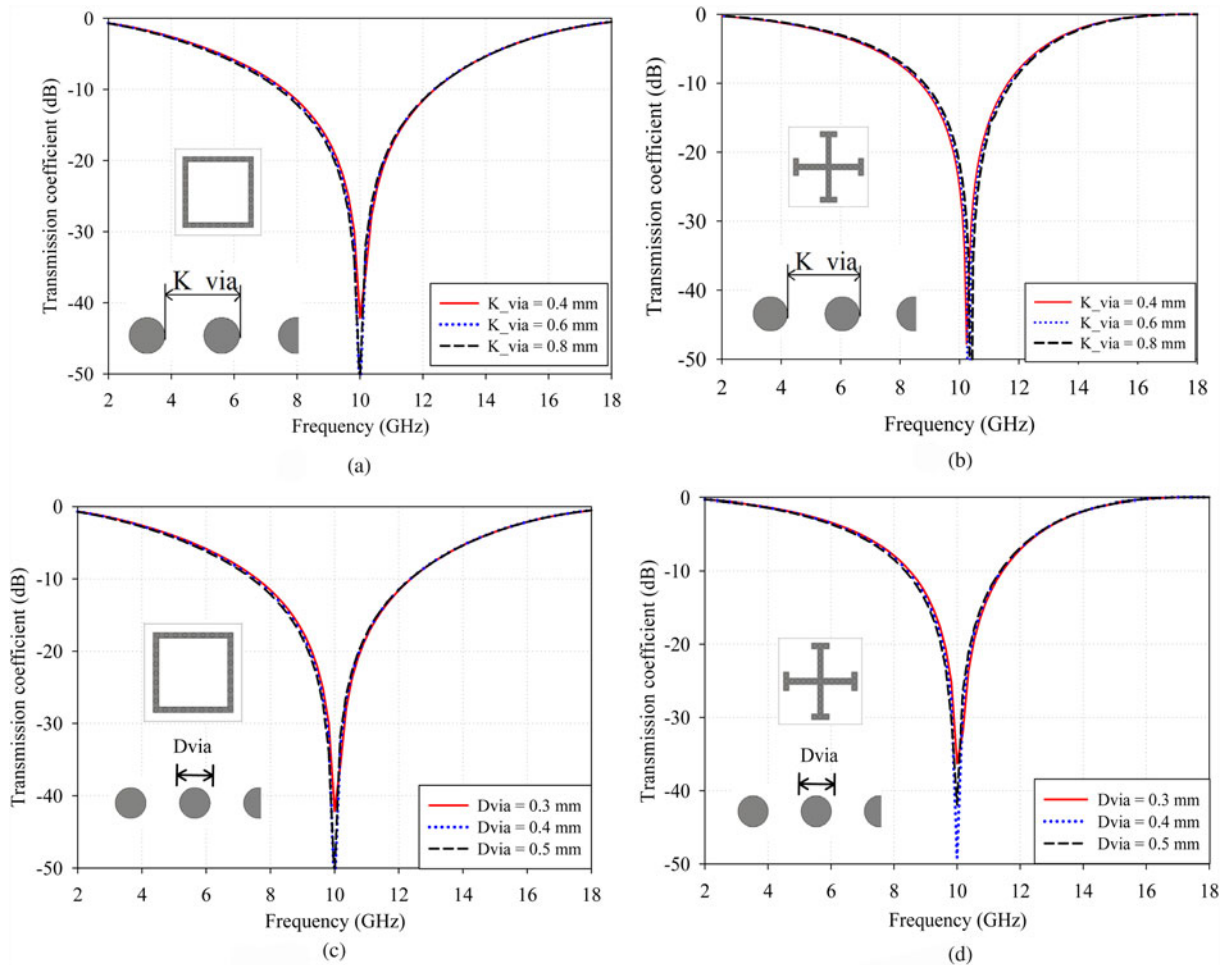 0
-10
-20
-30
-40
-50
Transmission coefficient (dB)
K_via
K_via = 0.4 mm
K_via = 0.6 mm
K_via = 0.8 mm
2 4 6 8 10 12 14 16 18
Frequency (GHz)
(a)
0
-10
-20
-30
-40
-50
Transmission coefficient (dB)
K_via
K_via = 0.4 mm
K_via = 0.6 mm
K_via = 0.8 mm
2 4 6 8 10 12 14 16 18
Frequency (GHz)
(b)
0
-10
-20
-30
-40
-50
Transmission coefficient (dB)
Dvia
Dvia = 0.3 mm
Dvia = 0.4 mm
Dvia = 0.5 mm
2 4 6 8 10 12 14 16 18
Frequency (GHz)
(c)
0
-10
-20
-30
-40
-50
Transmission coefficient (dB)
Dvia
Dvia = 0.3 mm
Dvia = 0.4 mm
Dvia = 0.5 mm
2 4 6 8 10 12 14 16 18
Frequency (GHz)
(d)